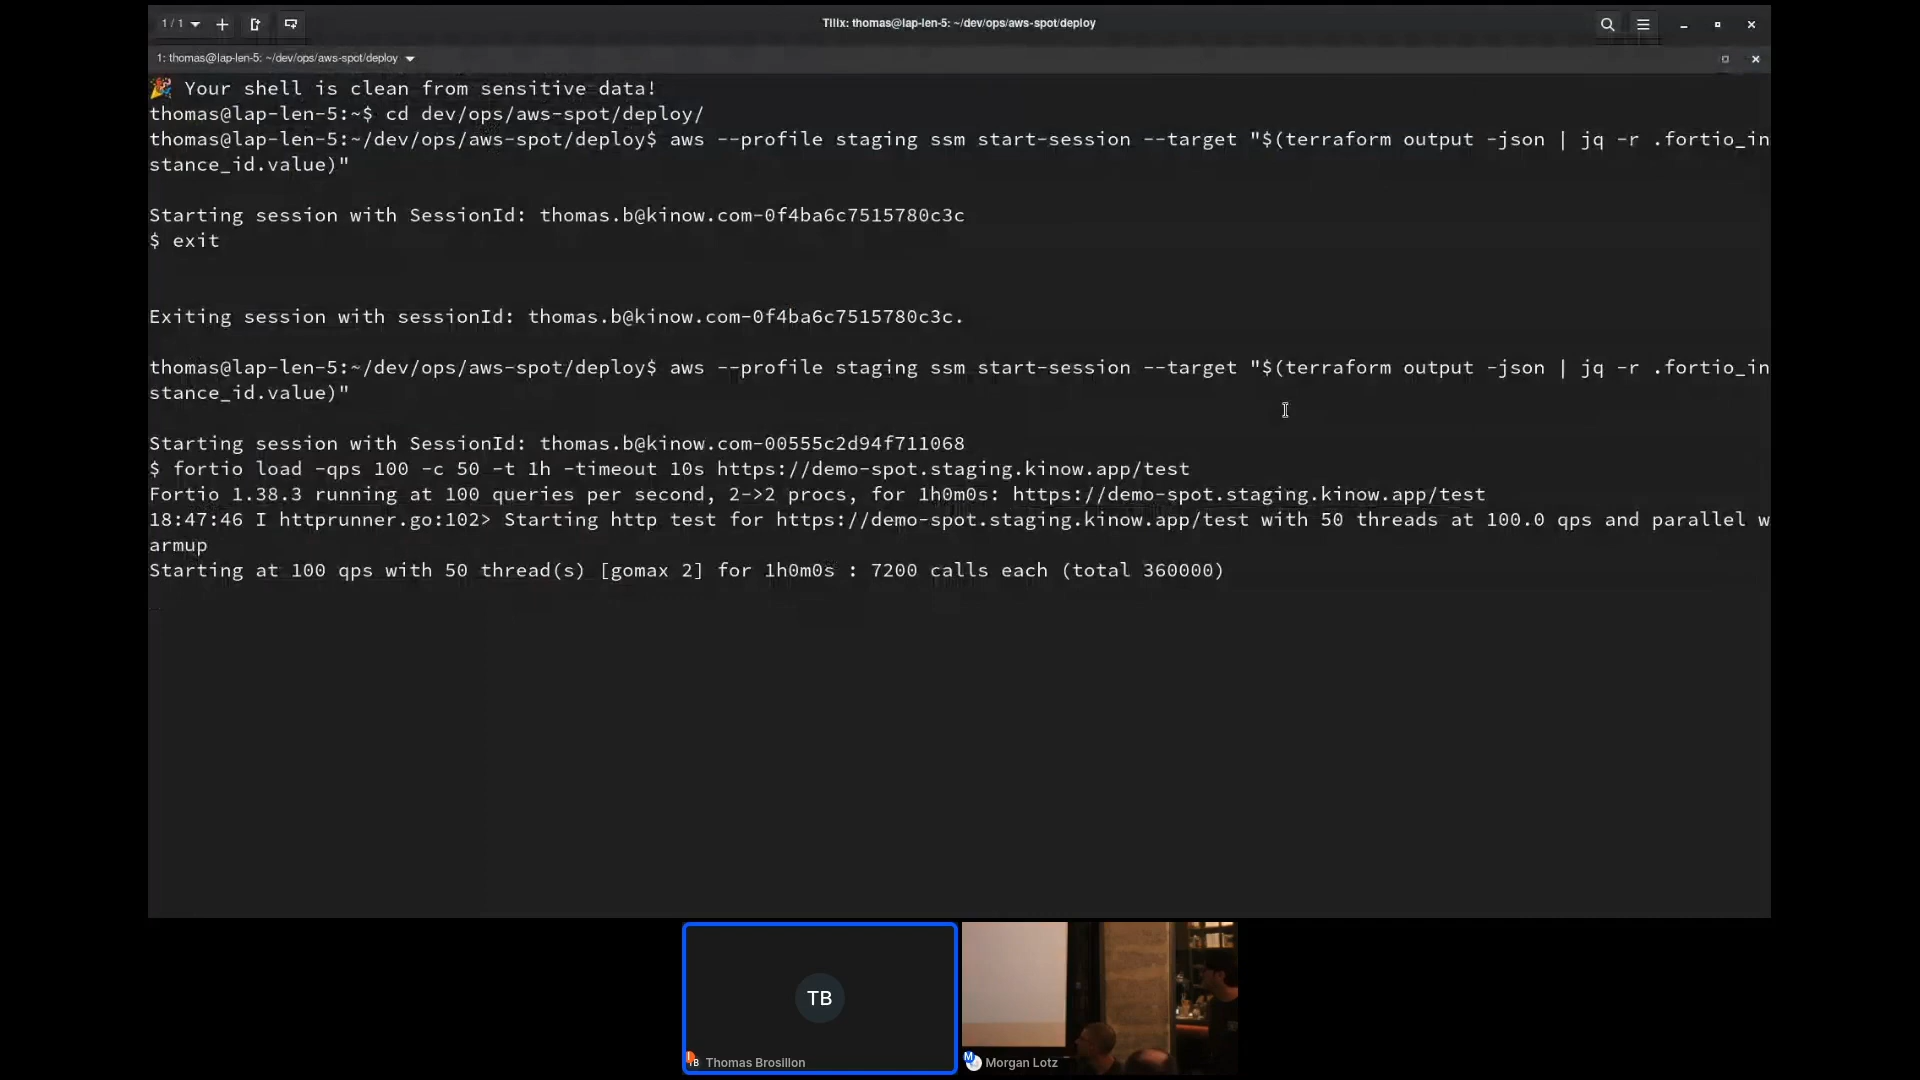 1 / 1
Tilix: thomas@lap-len-5: ~/dev/ops/aws-spot/deploy
1: thomas@lap-len-5: ~/dev/ops/aws-spot/deploy
🎉 Your shell is clean from sensitive data!
thomas@lap-len-5:~$ cd dev/ops/aws-spot/deploy/
thomas@lap-len-5:~/dev/ops/aws-spot/deploy$ aws --profile staging ssm start-session --target "$(terraform output -json | jq -r .fortio_in
stance_id.value)"
Starting session with SessionId: thomas.b@kinow.com-0f4ba6c7515780c3c
$ exit
Exiting session with sessionId: thomas.b@kinow.com-0f4ba6c7515780c3c.
thomas@lap-len-5:~/dev/ops/aws-spot/deploy$ aws --profile staging ssm start-session --target "$(terraform output -json | jq -r .fortio_in
stance_id.value)"
Starting session with SessionId: thomas.b@kinow.com-00555c2d94f711068
$ fortio load -qps 100 -c 50 -t 1h -timeout 10s https://demo-spot.staging.kinow.app/test
Fortio 1.38.3 running at 100 queries per second, 2->2 procs, for 1h0m0s: https://demo-spot.staging.kinow.app/test
18:47:46 I httprunner.go:102> Starting http test for https://demo-spot.staging.kinow.app/test with 50 threads at 100.0 qps and parallel w
armup
Starting at 100 qps with 50 thread(s) [gomax 2] for 1h0m0s : 7200 calls each (total 360000)
TB
TB Thomas Brosillon
M Morgan Lotz